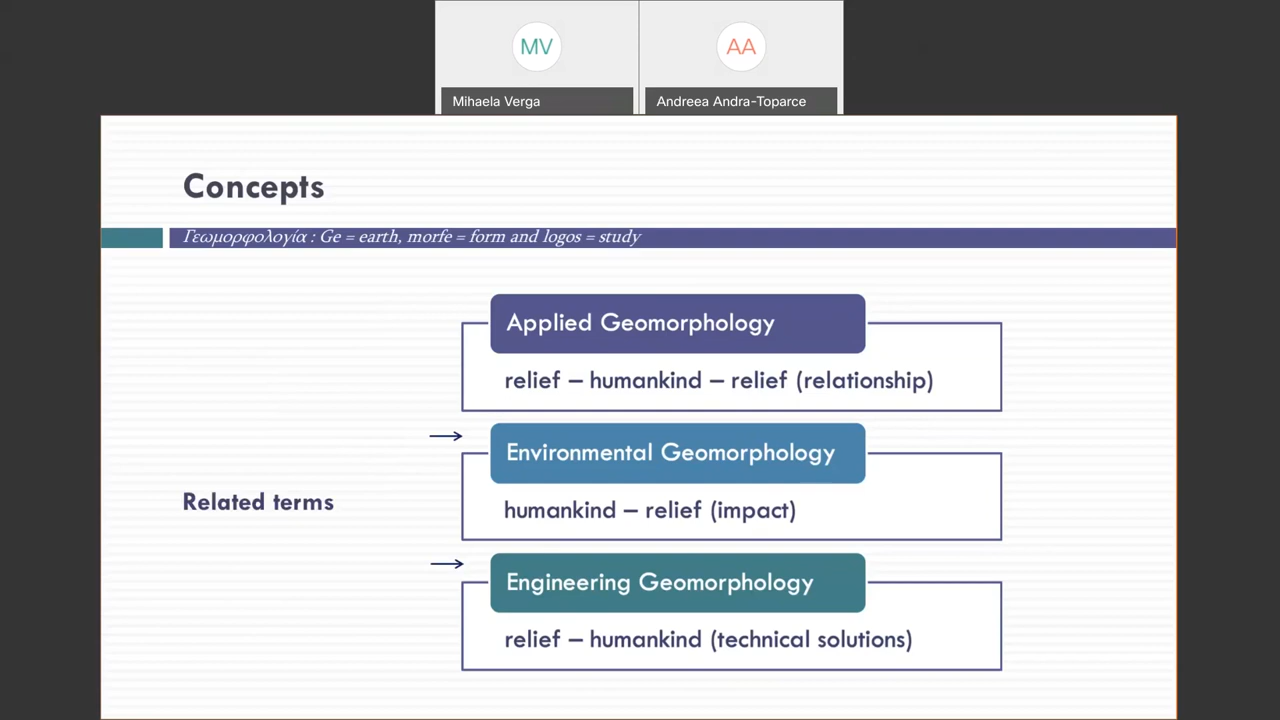 MV
AA
Mihaela Verga
Andreea Andra-Toparce
Concepts
Γεωμορφολογία : Ge = earth, morfe = form and logos = study
Applied Geomorphology
relief – humankind – relief (relationship)
Environmental Geomorphology
Related terms
humankind – relief (impact)
Engineering Geomorphology
relief – humankind (technical solutions)